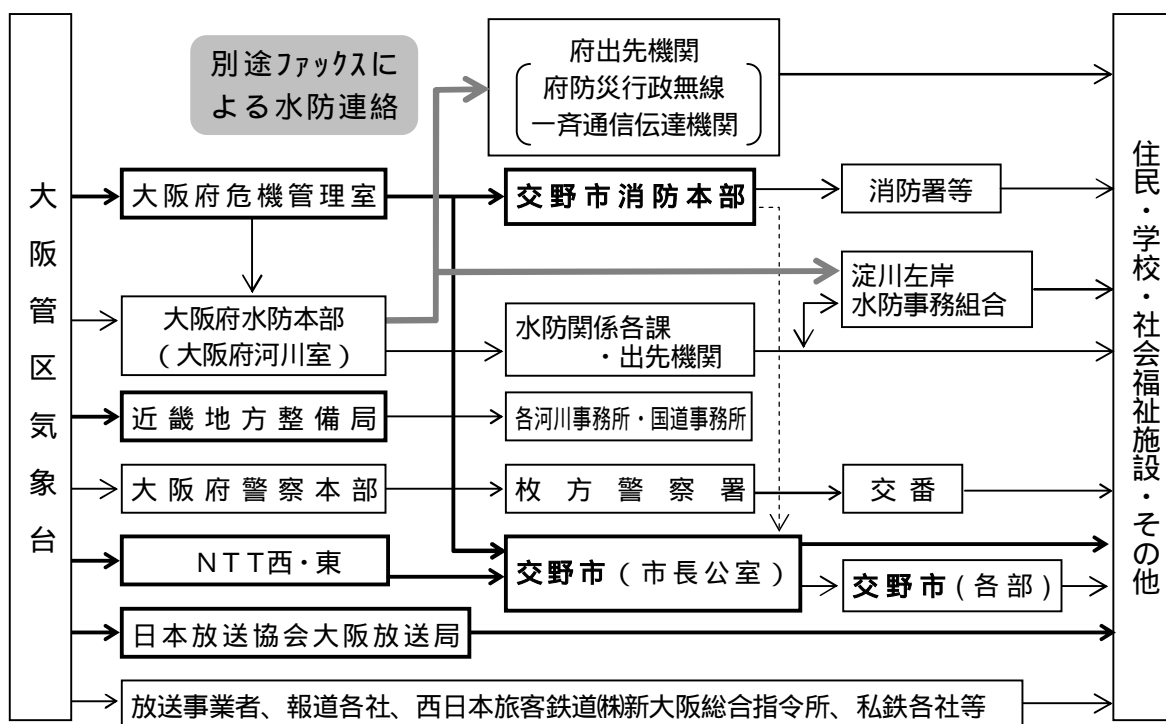 別途ファックスに
よる水防連絡
府出先機関
府防災行政無線
一斉通信伝達機関
大阪管区気象台
大阪府危機管理室
交野市消防本部
消防署等
大阪府水防本部
(大阪府河川室)
水防関係各課
・出先機関
淀川左岸
水防事務組合
近畿地方整備局
各河川事務所・国道事務所
大阪府警察本部
枚方警察署
交番
NTT西・東
交野市(市長公室)
交野市(各部)
日本放送協会大阪放送局
放送事業者、報道各社、西日本旅客鉄道㈱新大阪総合指令所、私鉄各社等
住民・学校・社会福祉施設・その他